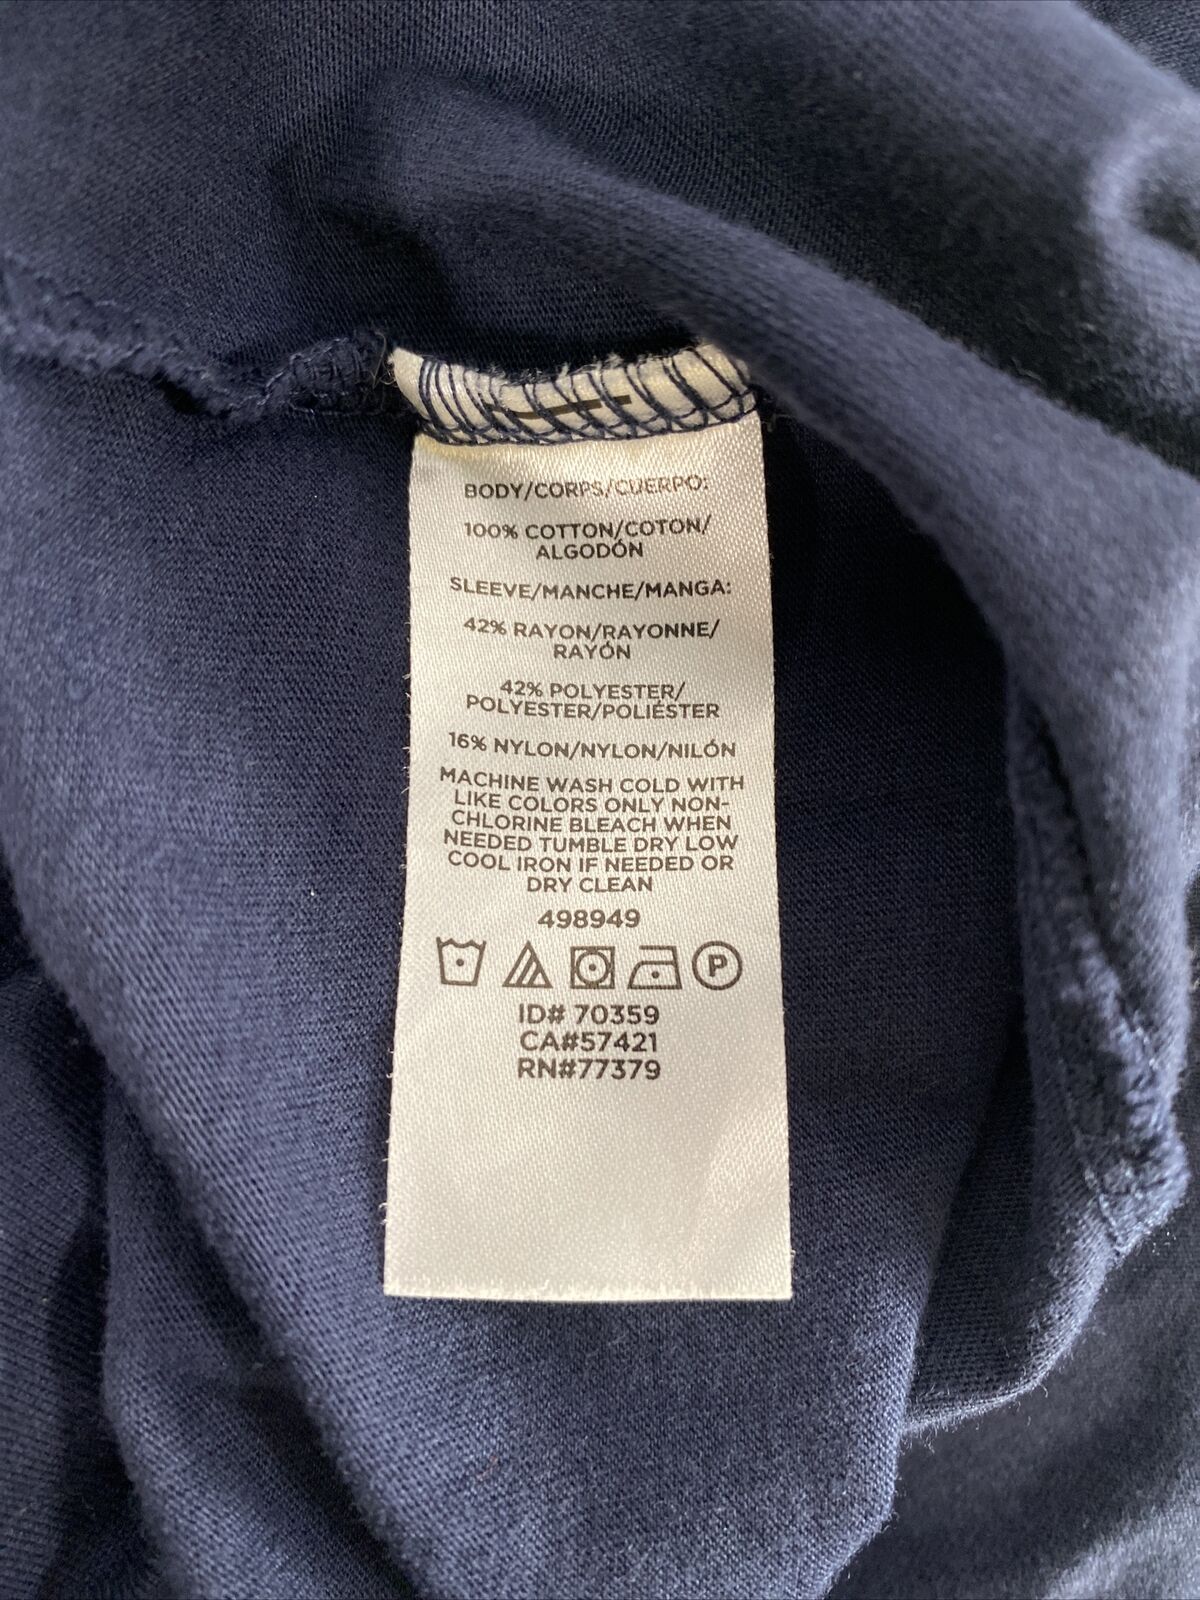 BODY/CORPS/CUERPO:
100% COTTON/COTON/
ALGODÓN
SLEEVE/MANCHE/MANGA:
42% RAYON/RAYONNE/
RAYÓN
42% POLYESTER/
POLYESTER/POLIÉSTER
16% NYLON/NYLON/NILÓN
MACHINE WASH COLD WITH
LIKE COLORS ONLY NON-
CHLORINE BLEACH WHEN
NEEDED TUMBLE DRY LOW
COOL IRON IF NEEDED OR
DRY CLEAN
498949
P
ID# 70359
CA#57421
RN#77379